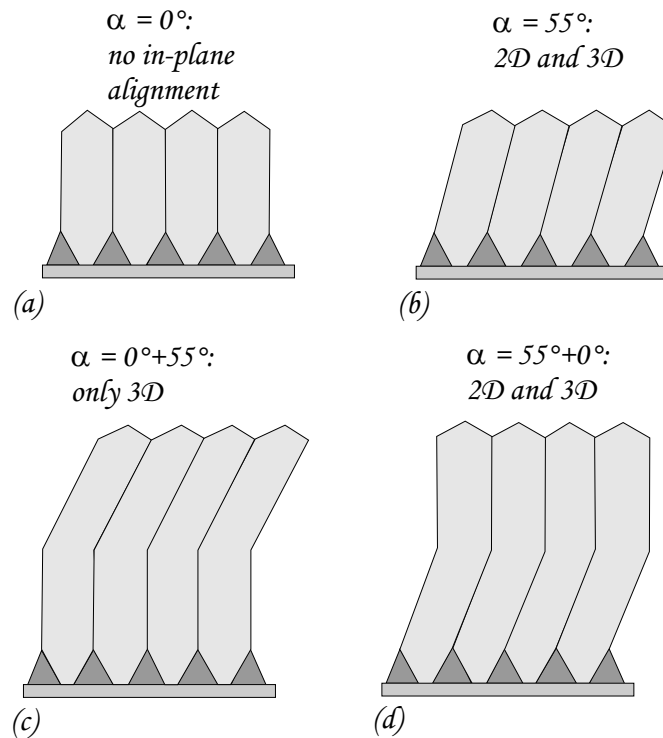 α = 0°:
no in-plane
alignment
(a)
α = 55°:
2D and 3D
(b)
α = 0°+55°:
only 3D
(c)
α = 55°+0°:
2D and 3D
(d)